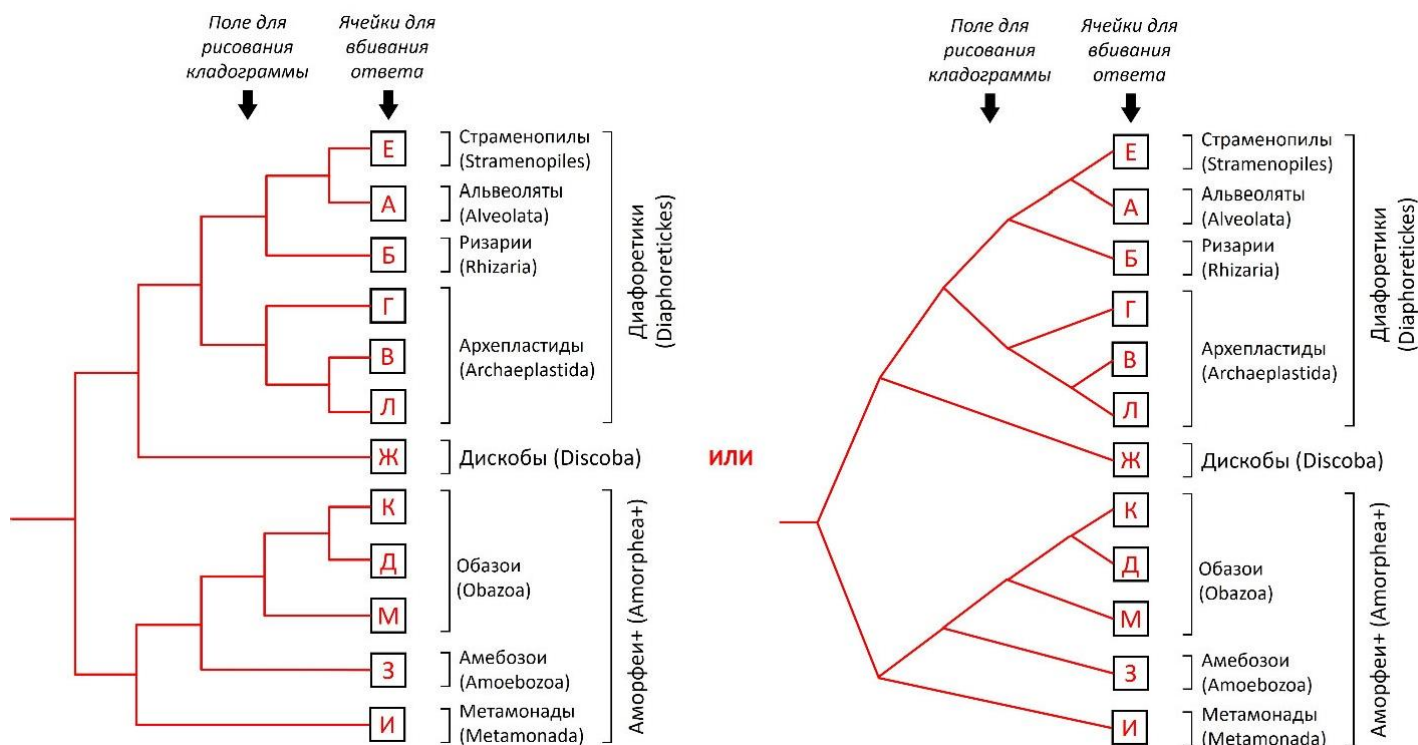 Поле для
рисования
кладограммы
Ячейки для
вбивания
ответа
Е
Страменопилы
(Stramenopiles)
А
Альвеоляты
(Alveolata)
Б
Ризарии
(Rhizaria)
Г
В
Л
Архепластиды
(Archaeplastida)
Диафоретики
(Diaphoretickes)
Ж
Дискобы (Discoba)
К
Д
М
Обазои
(Obazoa)
З
Амебозои
(Amoebozoa)
И
Метамонады
(Metamonada)
Аморфеи+ (Amorphea+)
ИЛИ
Поле для
рисования
кладограммы
Ячейки для
вбивания
ответа
Е
Страменопилы
(Stramenopiles)
А
Альвеоляты
(Alveolata)
Б
Ризарии
(Rhizaria)
Г
В
Л
Архепластиды
(Archaeplastida)
Диафоретики
(Diaphoretickes)
Ж
Дискобы (Discoba)
К
Д
М
Обазои
(Obazoa)
З
Амебозои
(Amoebozoa)
И
Метамонады
(Metamonada)
Аморфеи+ (Amorphea+)